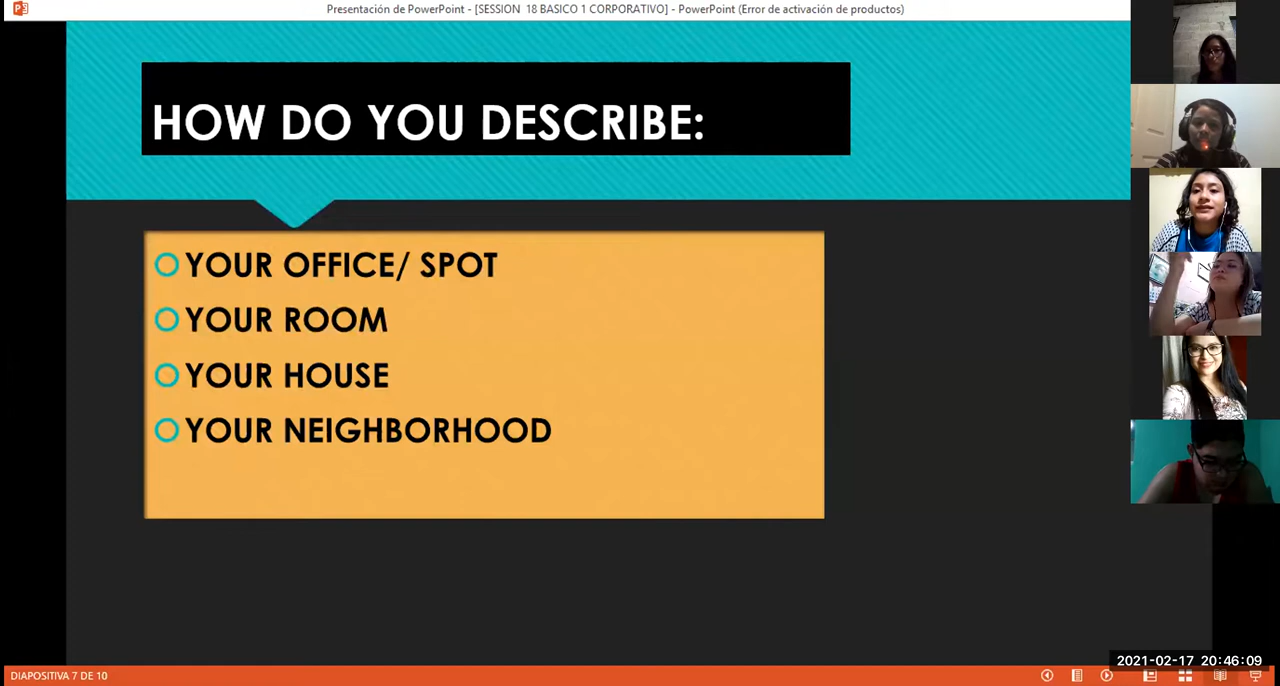 Presentación de PowerPoint - [SESSION 18 BASICO 1 CORPORATIVO] - PowerPoint (Error de activación de productos)
HOW DO YOU DESCRIBE:
YOUR OFFICE/ SPOT
YOUR ROOM
YOUR HOUSE
YOUR NEIGHBORHOOD
2021-02-17 20:46:09
DIAPOSITIVA 7 DE 10